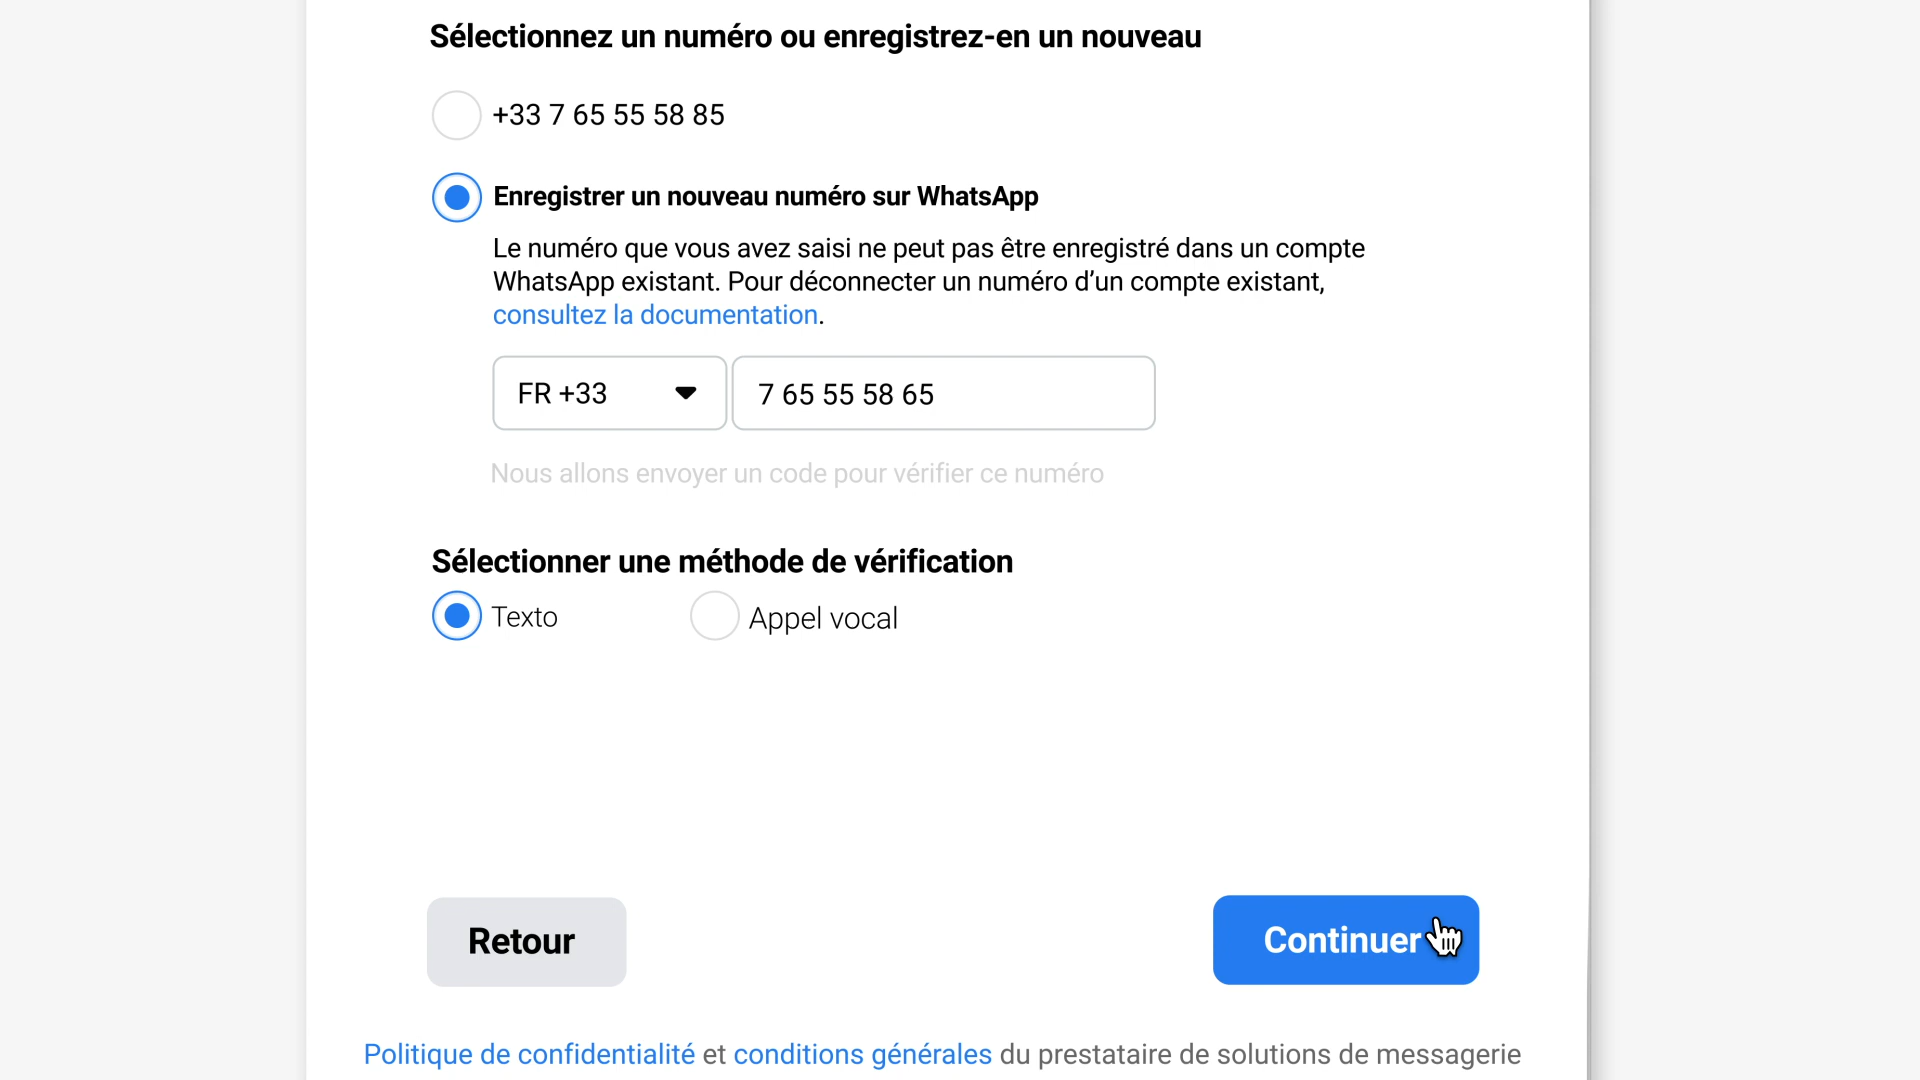 Sélectionnez un numéro ou enregistrez-en un nouveau
+33 7 65 55 58 85
Enregistrer un nouveau numéro sur WhatsApp
Le numéro que vous avez saisi ne peut pas être enregistré dans un compte
WhatsApp existant. Pour déconnecter un numéro d’un compte existant,
consultez la documentation.
FR +33
7 65 55 58 65
Nous allons envoyer un code pour vérifier ce numéro
Sélectionner une méthode de vérification
Texto
Appel vocal
Retour
Continuer
Politique de confidentialité et conditions générales du prestataire de solutions de messagerie